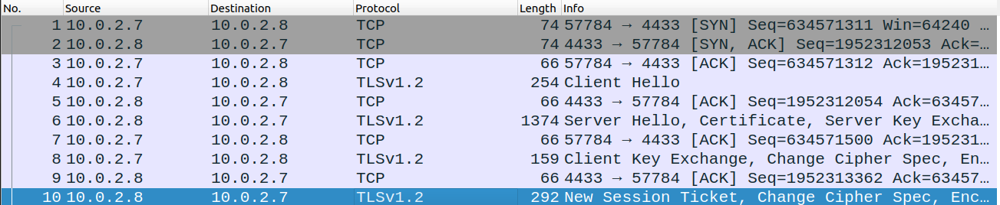 No. Source Destination Protocol Length Info
1 10.0.2.7 10.0.2.8 TCP 74 57784 → 4433 [SYN] Seq=634571311 Win=64240 …
2 10.0.2.8 10.0.2.7 TCP 74 4433 → 57784 [SYN, ACK] Seq=1952312053 Ack=…
3 10.0.2.7 10.0.2.8 TCP 66 57784 → 4433 [ACK] Seq=634571312 Ack=195231…
4 10.0.2.7 10.0.2.8 TLSv1.2 254 Client Hello
5 10.0.2.8 10.0.2.7 TCP 66 4433 → 57784 [ACK] Seq=1952312054 Ack=63457…
6 10.0.2.8 10.0.2.7 TLSv1.2 1374 Server Hello, Certificate, Server Key Excha…
7 10.0.2.7 10.0.2.8 TCP 66 57784 → 4433 [ACK] Seq=634571500 Ack=195231…
8 10.0.2.7 10.0.2.8 TLSv1.2 159 Client Key Exchange, Change Cipher Spec, En…
9 10.0.2.8 10.0.2.7 TCP 66 4433 → 57784 [ACK] Seq=1952313362 Ack=63457…
10 10.0.2.8 10.0.2.7 TLSv1.2 292 New Session Ticket, Change Cipher Spec, Enc…